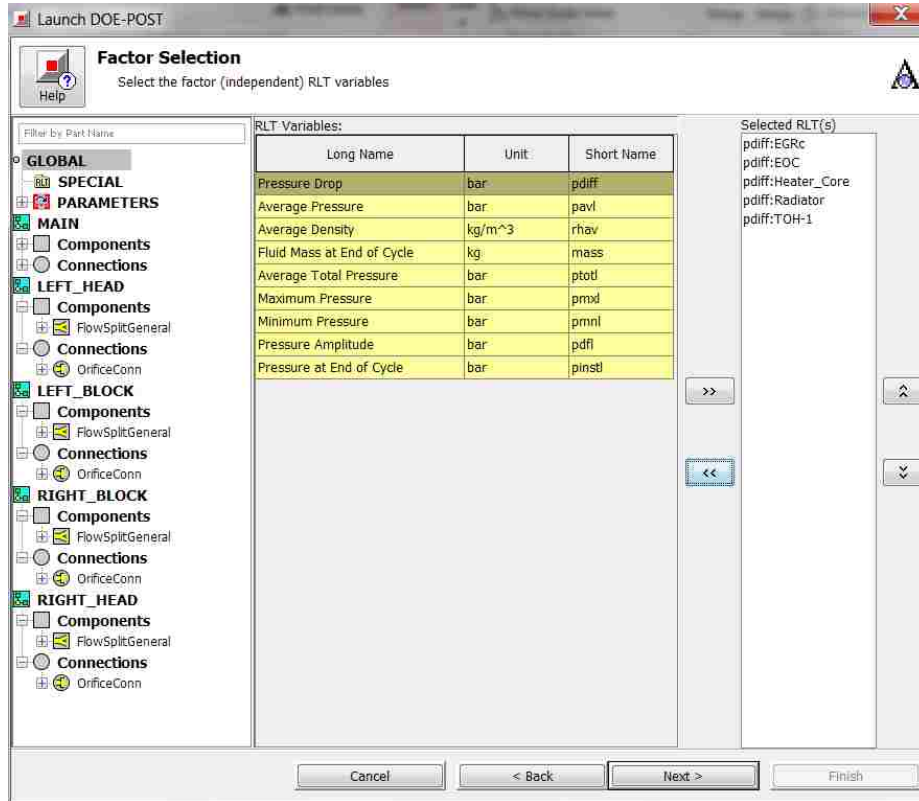 Launch DOE-POST
X
Help
Factor Selection
Select the factor (independent) RLT variables
Filter by Part Name
GLOBAL
RLT SPECIAL
PARAMETERS
MAIN
Components
Connections
LEFT_HEAD
Components
FlowSplitGeneral
Connections
OrificeConn
LEFT_BLOCK
Components
FlowSplitGeneral
Connections
OrificeConn
RIGHT_BLOCK
Components
FlowSplitGeneral
Connections
OrificeConn
RIGHT_HEAD
Components
FlowSplitGeneral
Connections
OrificeConn
RLT Variables:
Long Name Unit Short Name
Pressure Drop bar pdiff
Average Pressure bar pavl
Average Density kg/m^3 rhav
Fluid Mass at End of Cycle kg mass
Average Total Pressure bar ptotl
Maximum Pressure bar pmxl
Minimum Pressure bar pmnl
Pressure Amplitude bar pdfl
Pressure at End of Cycle bar pinstl
>>
<<
Selected RLT(s)
pdiff:EGRc
pdiff:EOC
pdiff:Heater_Core
pdiff:Radiator
pdiff:TOH-1
Cancel < Back Next > Finish